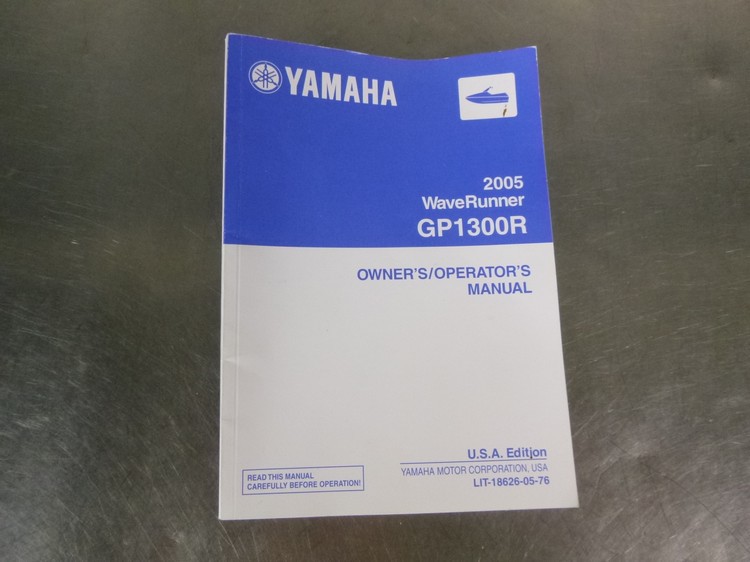 YAMAHA
2005
WaveRunner
GP1300R
OWNER'S/OPERATOR'S
MANUAL
U.S.A. Edition
YAMAHA MOTOR CORPORATION, USA
LIT-18626-05-76
READ THIS MANUAL
CAREFULLY BEFORE OPERATION!